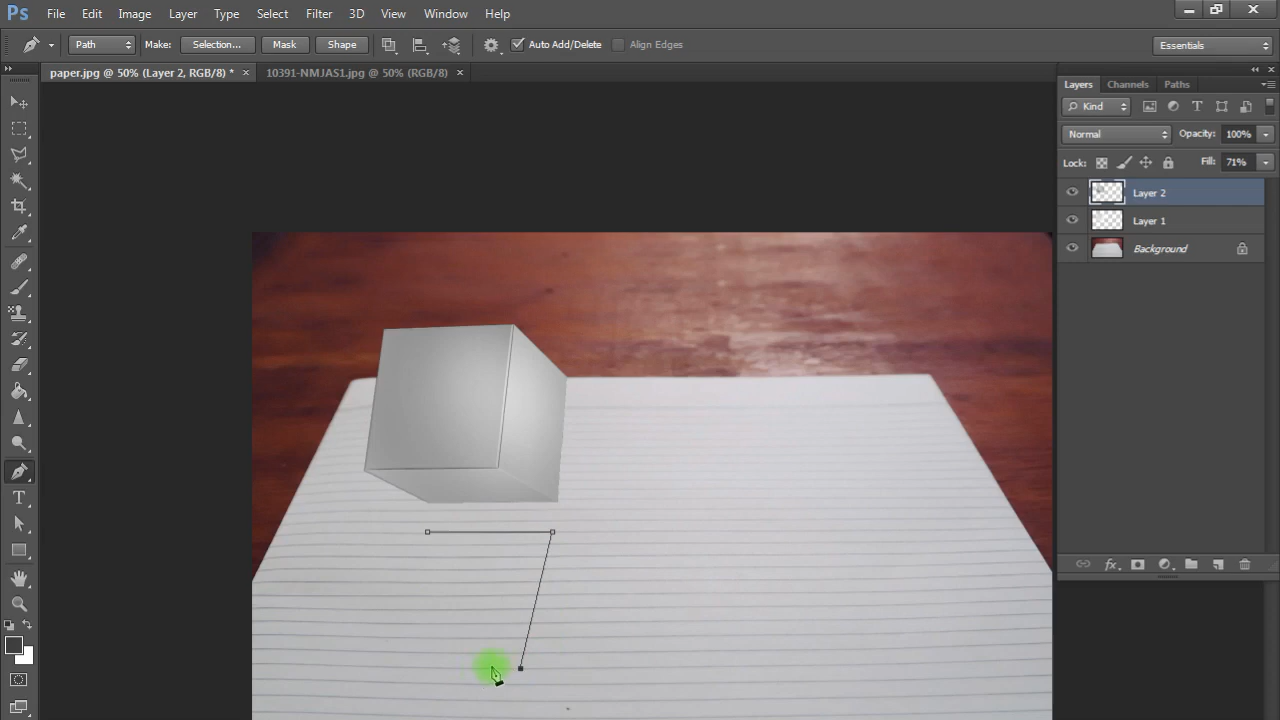 Ps File Edit Image Layer Type Select Filter 3D View Window Help
Path Make: Selection... Mask Shape Auto Add/Delete Align Edges Essentials
paper.jpg @ 50% (Layer 2, RGB/8) * × 10391-NMJAS1.jpg @ 50% (RGB/8) ×
Layers Channels Paths
Kind T
Normal Opacity: 100%
Lock: Fill: 71%
Layer 2
Layer 1
Background
fx
T